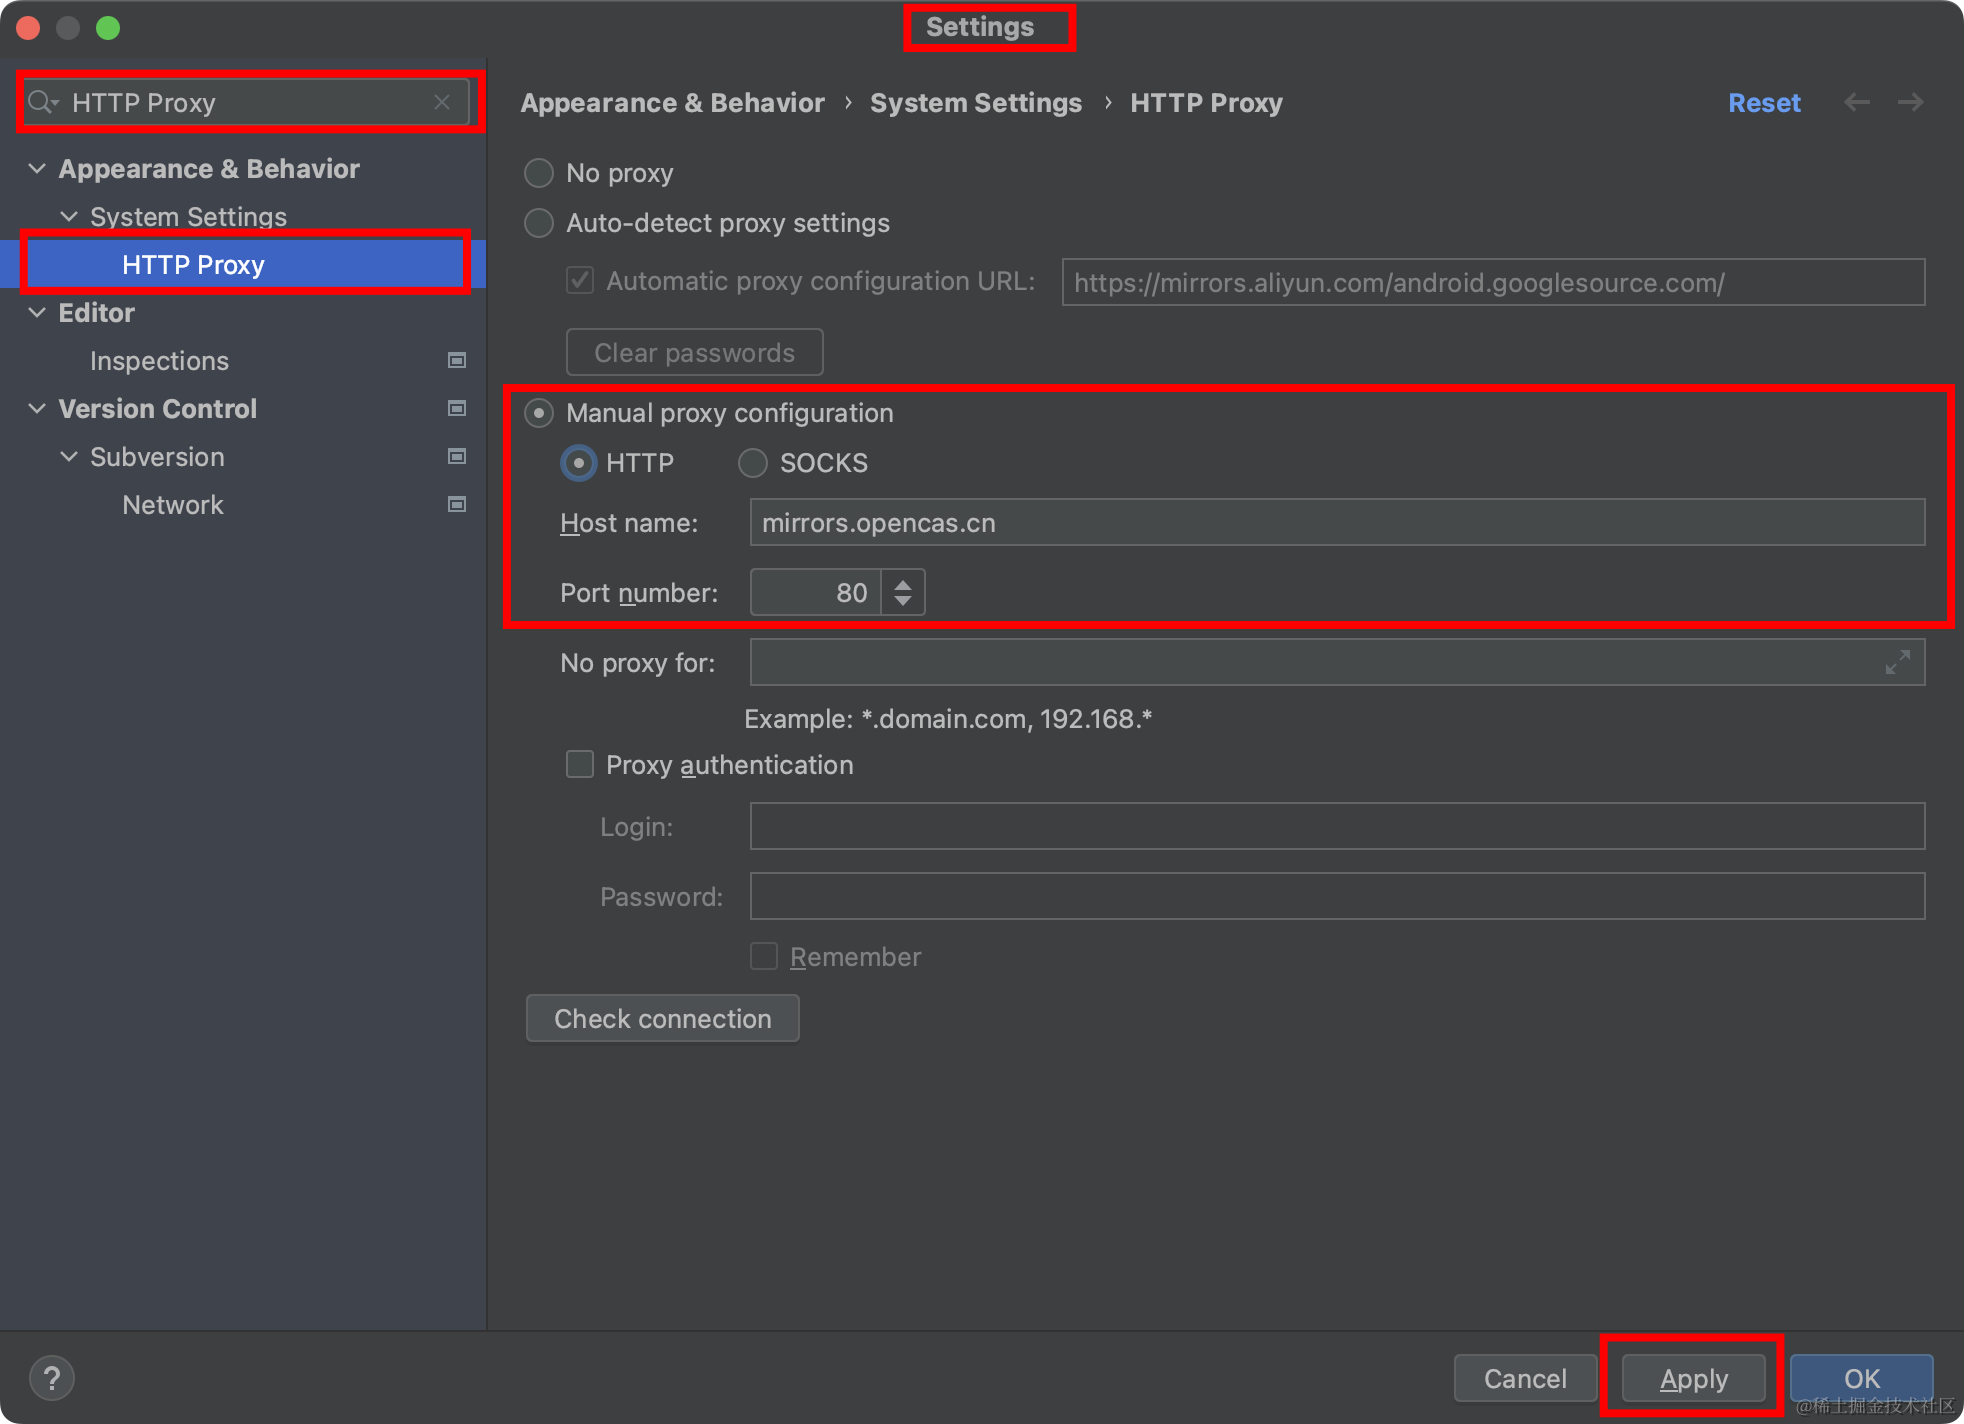 Settings
HTTP Proxy
Appearance & Behavior
System Settings
HTTP Proxy
Editor
Inspections
Version Control
Subversion
Network
Appearance & Behavior › System Settings › HTTP Proxy
Reset
No proxy
Auto-detect proxy settings
Automatic proxy configuration URL: https://mirrors.aliyun.com/android.googlesource.com/
Clear passwords
Manual proxy configuration
HTTP SOCKS
Host name: mirrors.opencas.cn
Port number: 80
No proxy for:
Example: *.domain.com, 192.168.*
Proxy authentication
Login:
Password:
Remember
Check connection
? Cancel Apply OK
@稀土掘金技术社区